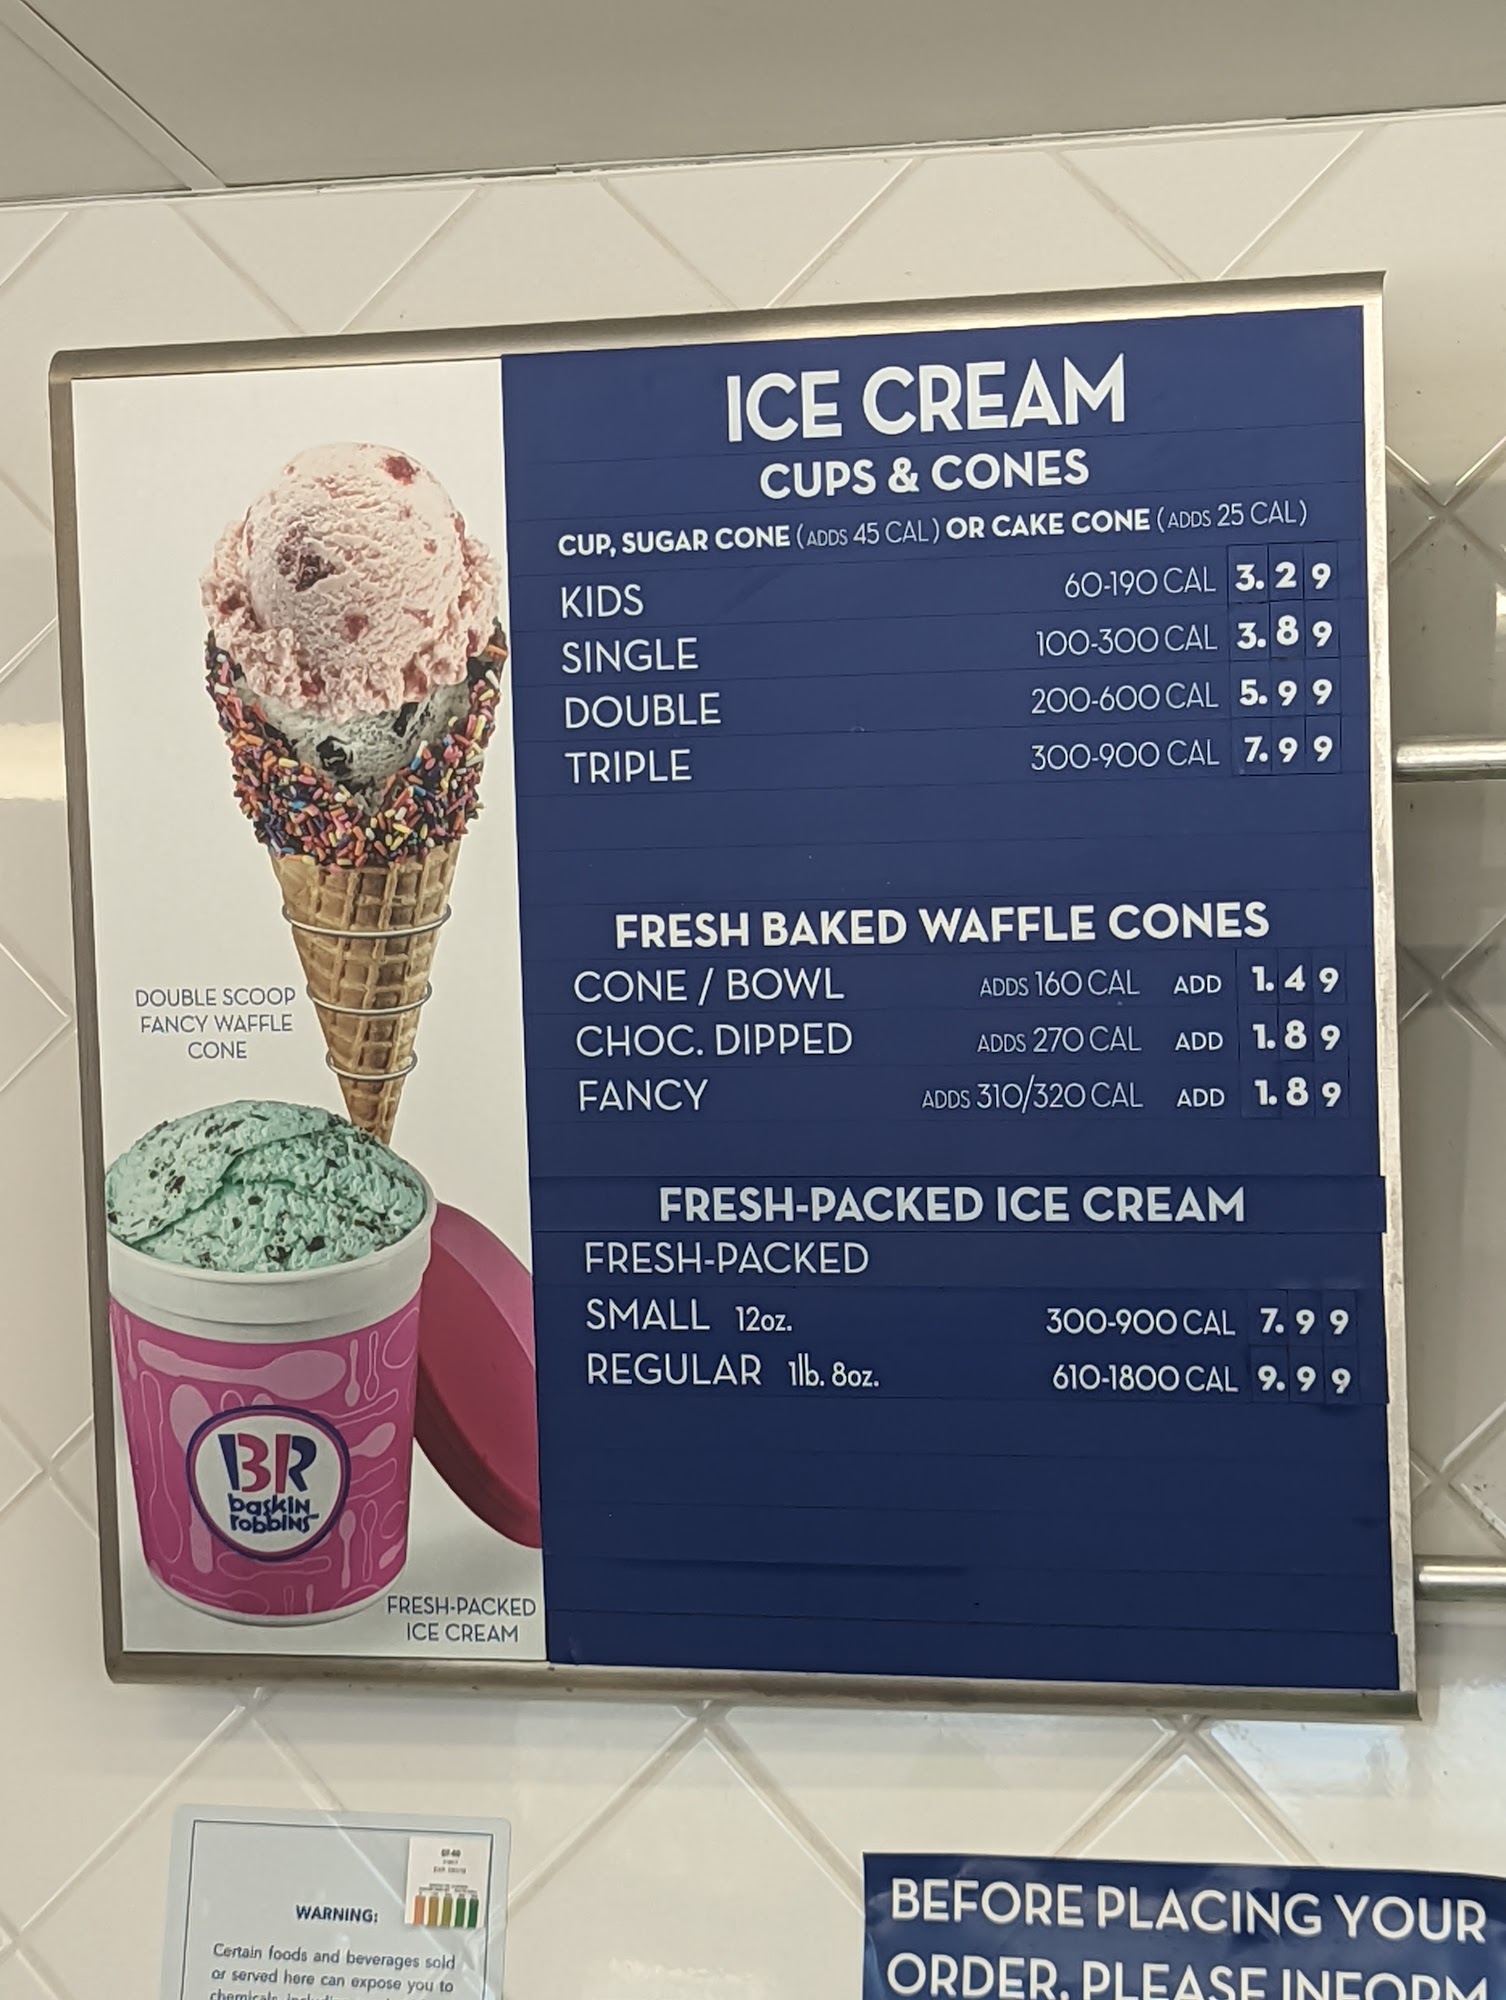 ICE CREAM
CUPS & CONES
CUP, SUGAR CONE (ADDS 45 CAL) OR CAKE CONE (ADDS 25 CAL)
KIDS 60-190 CAL 3.29
SINGLE 100-300 CAL 3.89
DOUBLE 200-600 CAL 5.99
TRIPLE 300-900 CAL 7.99
FRESH BAKED WAFFLE CONES
CONE / BOWL ADDS 160 CAL ADD 1.49
CHOC. DIPPED ADDS 270 CAL ADD 1.89
FANCY ADDS 310/320 CAL ADD 1.89
FRESH-PACKED ICE CREAM
FRESH-PACKED
SMALL 12oz. 300-900 CAL 7.99
REGULAR 1lb. 8oz. 610-1800 CAL 9.99
DOUBLE SCOOP
FANCY WAFFLE
CONE
BR
baskin
robbins
FRESH-PACKED
ICE CREAM
WARNING:
Certain foods and beverages sold
or served here can expose you to
BEFORE PLACING YOUR
ORDER, PLEASE INFORM